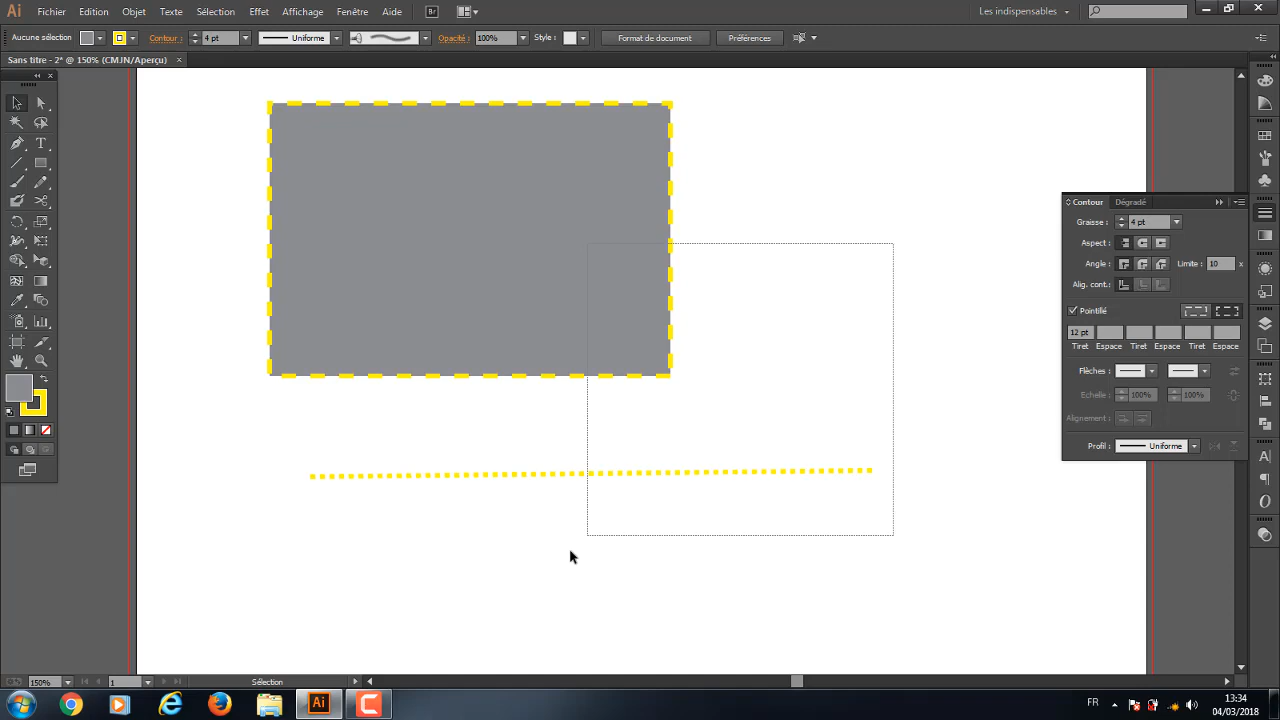 Ai Fichier Edition Objet Texte Sélection Effet Affichage Fenêtre Aide Br Les indispensables
Aucune sélection Contour : 4 pt Uniforme Opacité : 100% Style : Format de document Préférences
Sans titre - 2* @ 150% (CMJN/Aperçu) ×
Contour Dégradé
Graisse : 4 pt
Aspect :
Angle : Limite : 10 x
Alig. cont. :
Pointillé
12 pt
Tiret Espace Tiret Espace Tiret Espace
Flèches :
Echelle : 100% 100%
Alignement :
Profil : Uniforme
150% 1 Sélection
Ai FR 13:34
04/03/2018